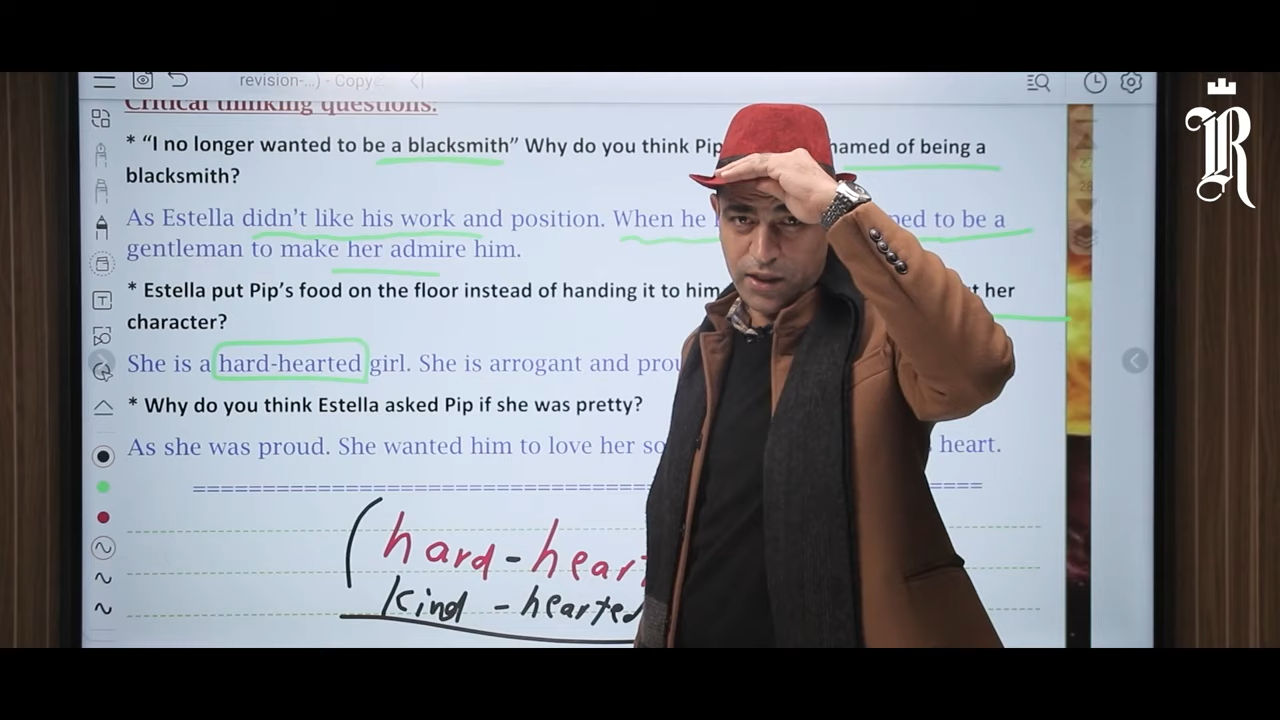 revision-...) - Copy
Critical thinking questions:
* “I no longer wanted to be a blacksmith” Why do you think Pip being a
blacksmith?
As Estella didn’t like his work and position. When he to be a
gentleman to make her admire him.
* Estella put Pip’s food on the floor instead of handing it to him her
character?
She is a hard-hearted girl. She is arrogant and
* Why do you think Estella asked Pip if she was pretty?
As she was proud. She wanted him to love her so heart.
=====================================================
(hard-heart
kind-hearted
R